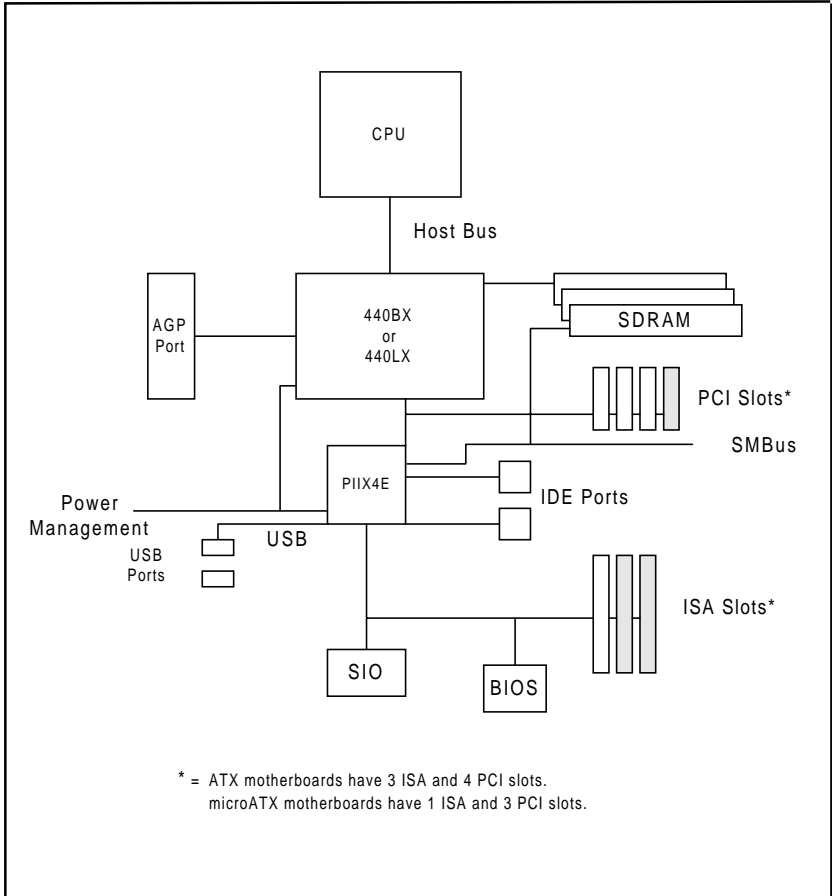 CPU
Host Bus
AGP
Port
440BX
or
440LX
SDRAM
PCI Slots*
SMBus
PIIX4E
IDE Ports
Power
Management
USB
USB
Ports
ISA Slots*
SIO
BIOS
* = ATX motherboards have 3 ISA and 4 PCI slots.
microATX motherboards have 1 ISA and 3 PCI slots.